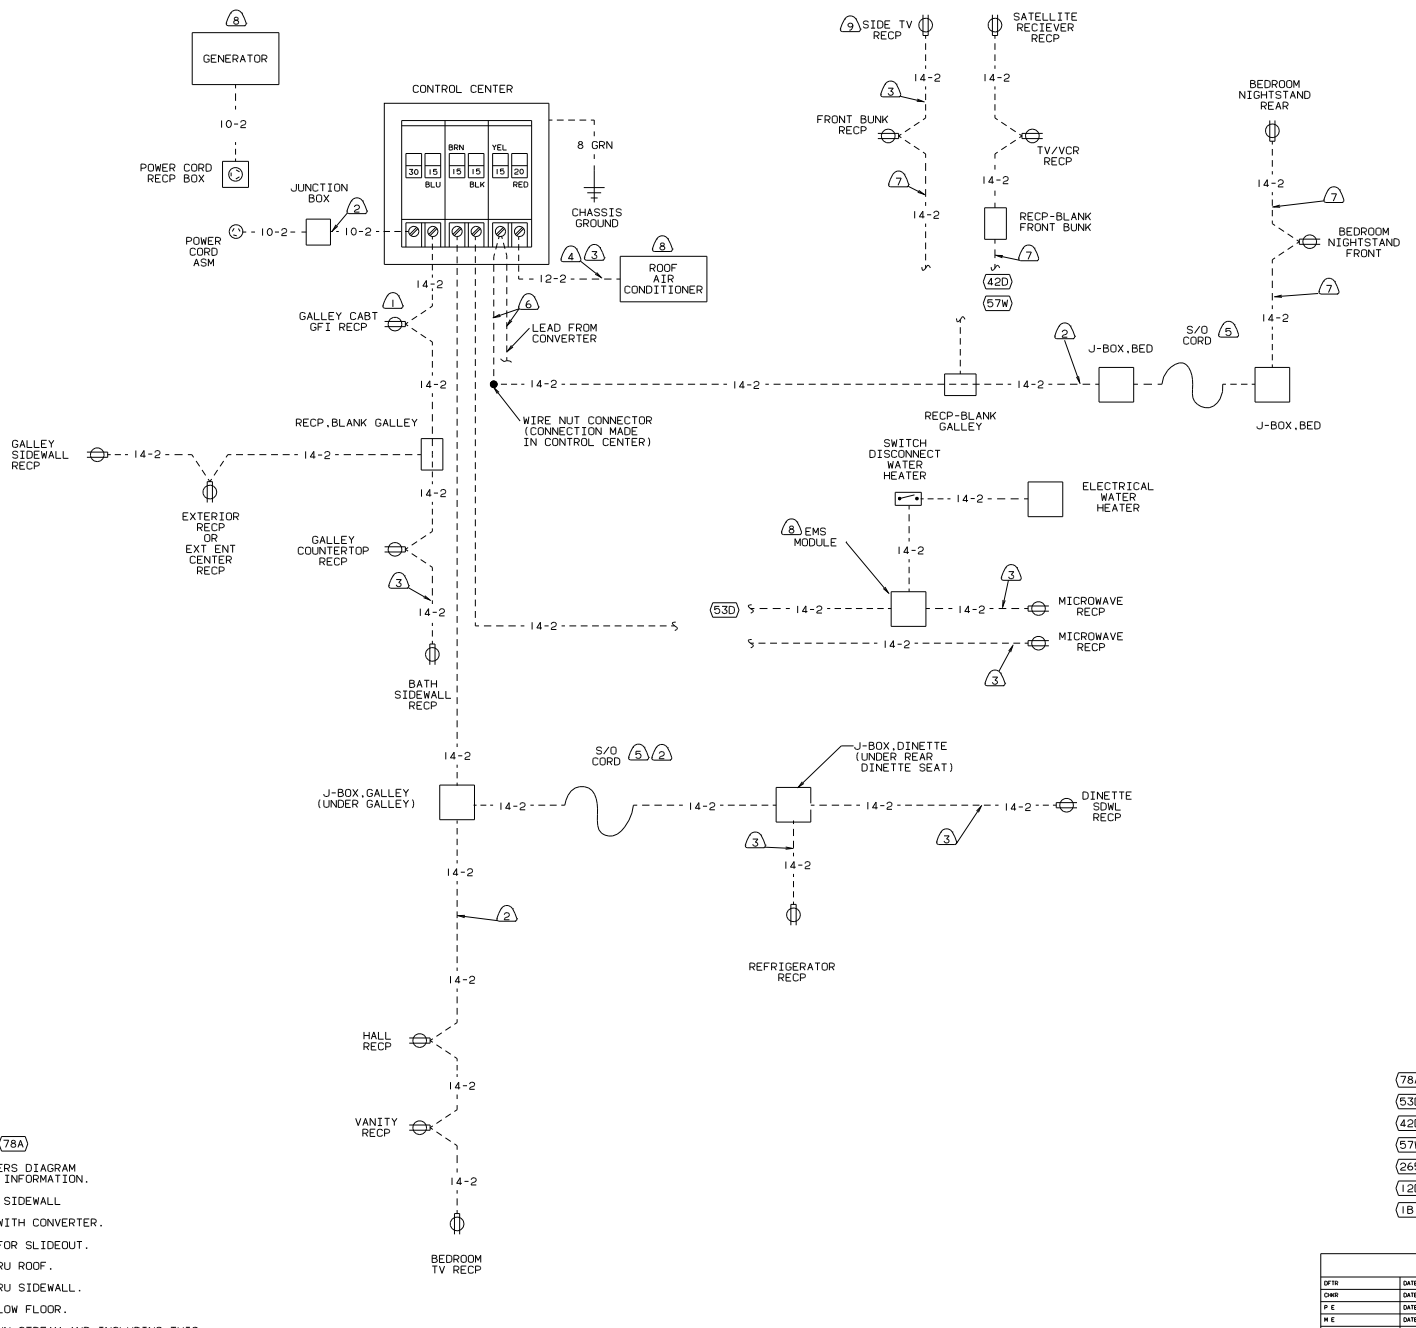 8
GENERATOR
10-2
POWER CORD
RECP BOX
CONTROL CENTER
BRN
YEL
30
15
15
15
15
20
BLU
BLK
RED
8 GRN
CHASSIS
GROUND
JUNCTION
BOX
2
POWER
CORD
ASM
10-2
10-2
4
3
8
12-2
ROOF
AIR
CONDITIONER
14-2
1
GALLEY CABT
GFI RECP
6
LEAD FROM
CONVERTER
14-2
14-2
14-2
WIRE NUT CONNECTOR
(CONNECTION MADE
IN CONTROL CENTER)
9
SIDE TV
RECP
SATELLITE
RECIEVER
RECP
14-2
14-2
3
FRONT BUNK
RECP
TV/VCR
RECP
7
14-2
14-2
RECP-BLANK
FRONT BUNK
7
42D
57W
BEDROOM
NIGHTSTAND
REAR
14-2
7
BEDROOM
NIGHTSTAND
FRONT
7
14-2
S/O
CORD
5
2
J-BOX,BED
14-2
RECP-BLANK
GALLEY
J-BOX,BED
RECP,BLANK GALLEY
GALLEY
SIDEWALL
RECP
14-2
14-2
14-2
EXTERIOR
RECP
OR
EXT ENT
CENTER
RECP
GALLEY
COUNTERTOP
RECP
3
14-2
BATH
SIDEWALL
RECP
14-2
SWITCH
DISCONNECT
WATER
HEATER
14-2
ELECTRICAL
WATER
HEATER
8
EMS
MODULE
14-2
53D
14-2
14-2
3
MICROWAVE
RECP
14-2
MICROWAVE
RECP
3
14-2
J-BOX,GALLEY
(UNDER GALLEY)
S/O
CORD
5
2
14-2
14-2
J-BOX,DINETTE
(UNDER REAR
DINETTE SEAT)
14-2
14-2
DINETTE
SDWL
RECP
3
3
14-2
REFRIGERATOR
RECP
14-2
2
14-2
HALL
RECP
14-2
VANITY
RECP
14-2
BEDROOM
TV RECP
78A
ERS DIAGRAM
INFORMATION.
SIDEWALL
WITH CONVERTER.
FOR SLIDEOUT.
RU ROOF.
RU SIDEWALL.
LOW FLOOR.
78A
53D
42D
57W
265
12D
1B
DFTR
DATE
CHKR
DATE
P E
DATE
M E
DATE